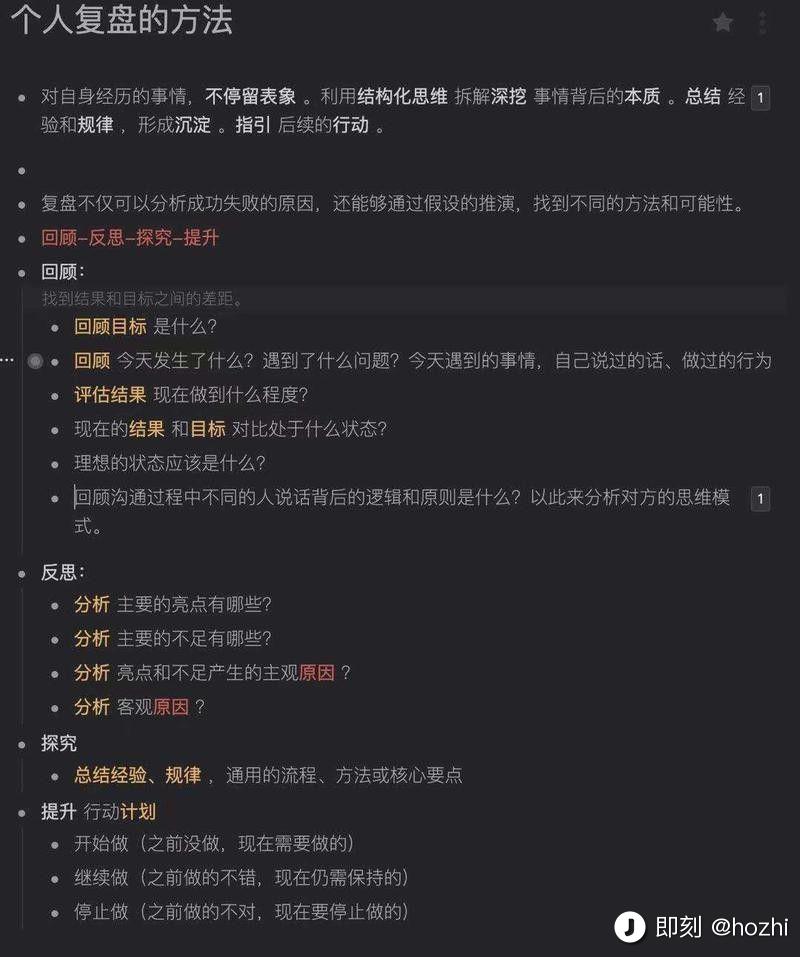 个人复盘的方法
对自身经历的事情，不停留表象 。利用结构化思维 拆解深挖 事情背后的本质 。总结 经 1
验和规律 ，形成沉淀 。指引 后续的行动 。
复盘不仅可以分析成功失败的原因，还能够通过假设的推演，找到不同的方法和可能性。
回顾–反思–探究–提升
回顾：
找到结果和目标之间的差距。
回顾目标 是什么？
回顾 今天发生了什么？遇到了什么问题？今天遇到的事情，自己说过的话、做过的行为
评估结果 现在做到什么程度？
现在的结果 和目标 对比处于什么状态？
理想的状态应该是什么？
回顾沟通过程中不同的人说话背后的逻辑和原则是什么？以此来分析对方的思维模 1
式。
反思：
分析 主要的亮点有哪些？
分析 主要的不足有哪些？
分析 亮点和不足产生的主观原因 ？
分析 客观原因 ？
探究
总结经验、规律 ，通用的流程、方法或核心要点
提升 行动计划
开始做（之前没做，现在需要做的）
继续做（之前做的不错，现在仍需保持的）
停止做（之前做的不对，现在要停止做的）
J 即刻 @hozhi